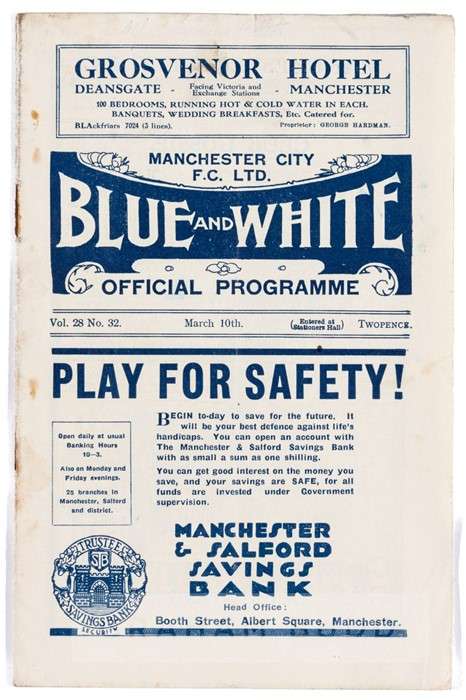 GROSVENOR HOTEL
DEANSGATE - Facing Victoria and Exchange Stations - MANCHESTER
100 BEDROOMS, RUNNING HOT & COLD WATER IN EACH.
BANQUETS, WEDDING BREAKFASTS, Etc. Catered for.
BLAckfriars 7024 (3 lines). Proprietor: GEORGE HARDMAN.
MANCHESTER CITY
F.C. LTD.
BLUE AND WHITE
OFFICIAL PROGRAMME
Vol. 28 No. 32. March 10th. (Entered at Stationers Hall) TWOPENCE.
PLAY FOR SAFETY!
Open daily at usual
Banking Hours
10—3.
Also on Monday and
Friday evenings.
25 branches in
Manchester, Salford
and district.
BEGIN to-day to save for the future. It
will be your best defence against life's
handicaps. You can open an account with
The Manchester & Salford Savings Bank
with as small a sum as one shilling.
You can get good interest on the money you
save, and your savings are SAFE, for all
funds are invested under Government
supervision.
TRUSTEE
TSB
SAVINGS BANK
SECURITY
MANCHESTER
& SALFORD
SAVINGS
BANK
Head Office:
Booth Street, Albert Square, Manchester.